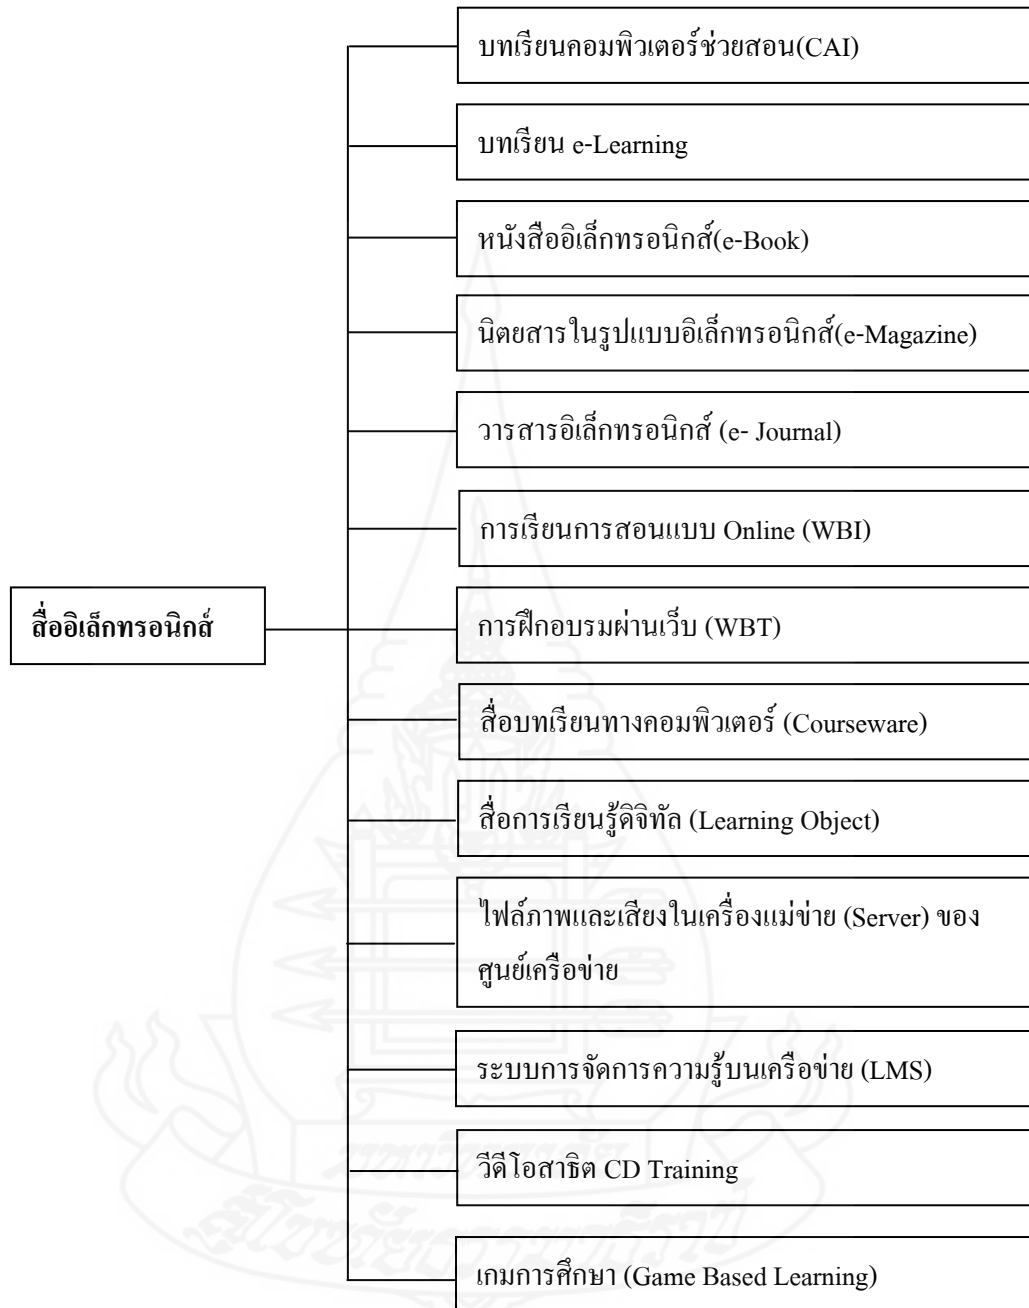 บทเรียนคอมพิวเตอร์ช่วยสอน(CAI)
บทเรียน e-Learning
หนังสืออิเล็กทรอนิกส์(e-Book)
นิตยสารในรูปแบบอิเล็กทรอนิกส์(e-Magazine)
วารสารอิเล็กทรอนิกส์ (e- Journal)
การเรียนการสอนแบบ Online (WBI)
สื่ออิเล็กทรอนิกส์
การฝึกอบรมผ่านเว็บ (WBT)
สื่อบทเรียนทางคอมพิวเตอร์ (Courseware)
สื่อการเรียนรู้ดิจิทัล (Learning Object)
ไฟล์ภาพและเสียงในเครื่องแม่ข่าย (Server) ของ
ศูนย์เครือข่าย
ระบบการจัดการความรู้บนเครือข่าย (LMS)
วีดีโอสาธิต CD Training
เกมการศึกษา (Game Based Learning)